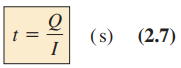 t = Q/I (s) (2.7)